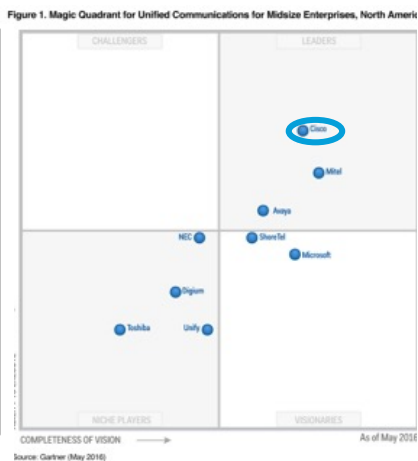 Figure 1. Magic Quadrant for Unified Communications for Midsize Enterprises, North Americ
CHALLENGERS
LEADERS
Cisco
Mitel
Avaya
NEC
ShoreTel
Microsoft
Digium
Toshiba
Unify
NICHE PLAYERS
VISIONARIES
COMPLETENESS OF VISION
As of May 2016
Source: Gartner (May 2016)